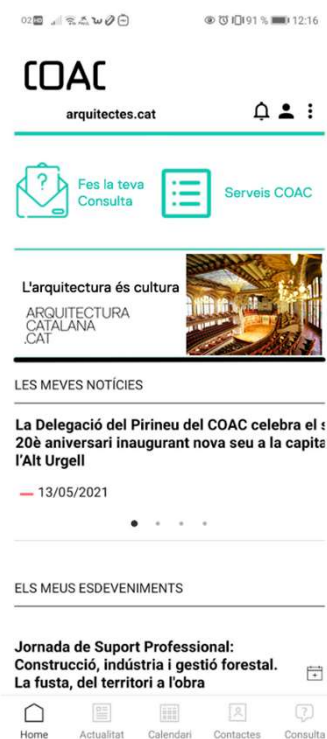 02
91 %
12:16
COAC
arquitectes.cat
Fes la teva
Consulta
Serveis COAC
L'arquitectura és cultura
ARQUITECTURA
CATALANA
.CAT
LES MEVES NOTÍCIES
La Delegació del Pirineu del COAC celebra el
20è aniversari inaugurant nova seu a la
l'Alt Urgell
13/05/2021
ELS MEUS ESDEVENIMENTS
Jornada de Suport Professional:
Construcció, indústria i gestió forestal.
La fusta, del territori a l'obra
Home
Actualitat
Calendari
Contactes
Consulta